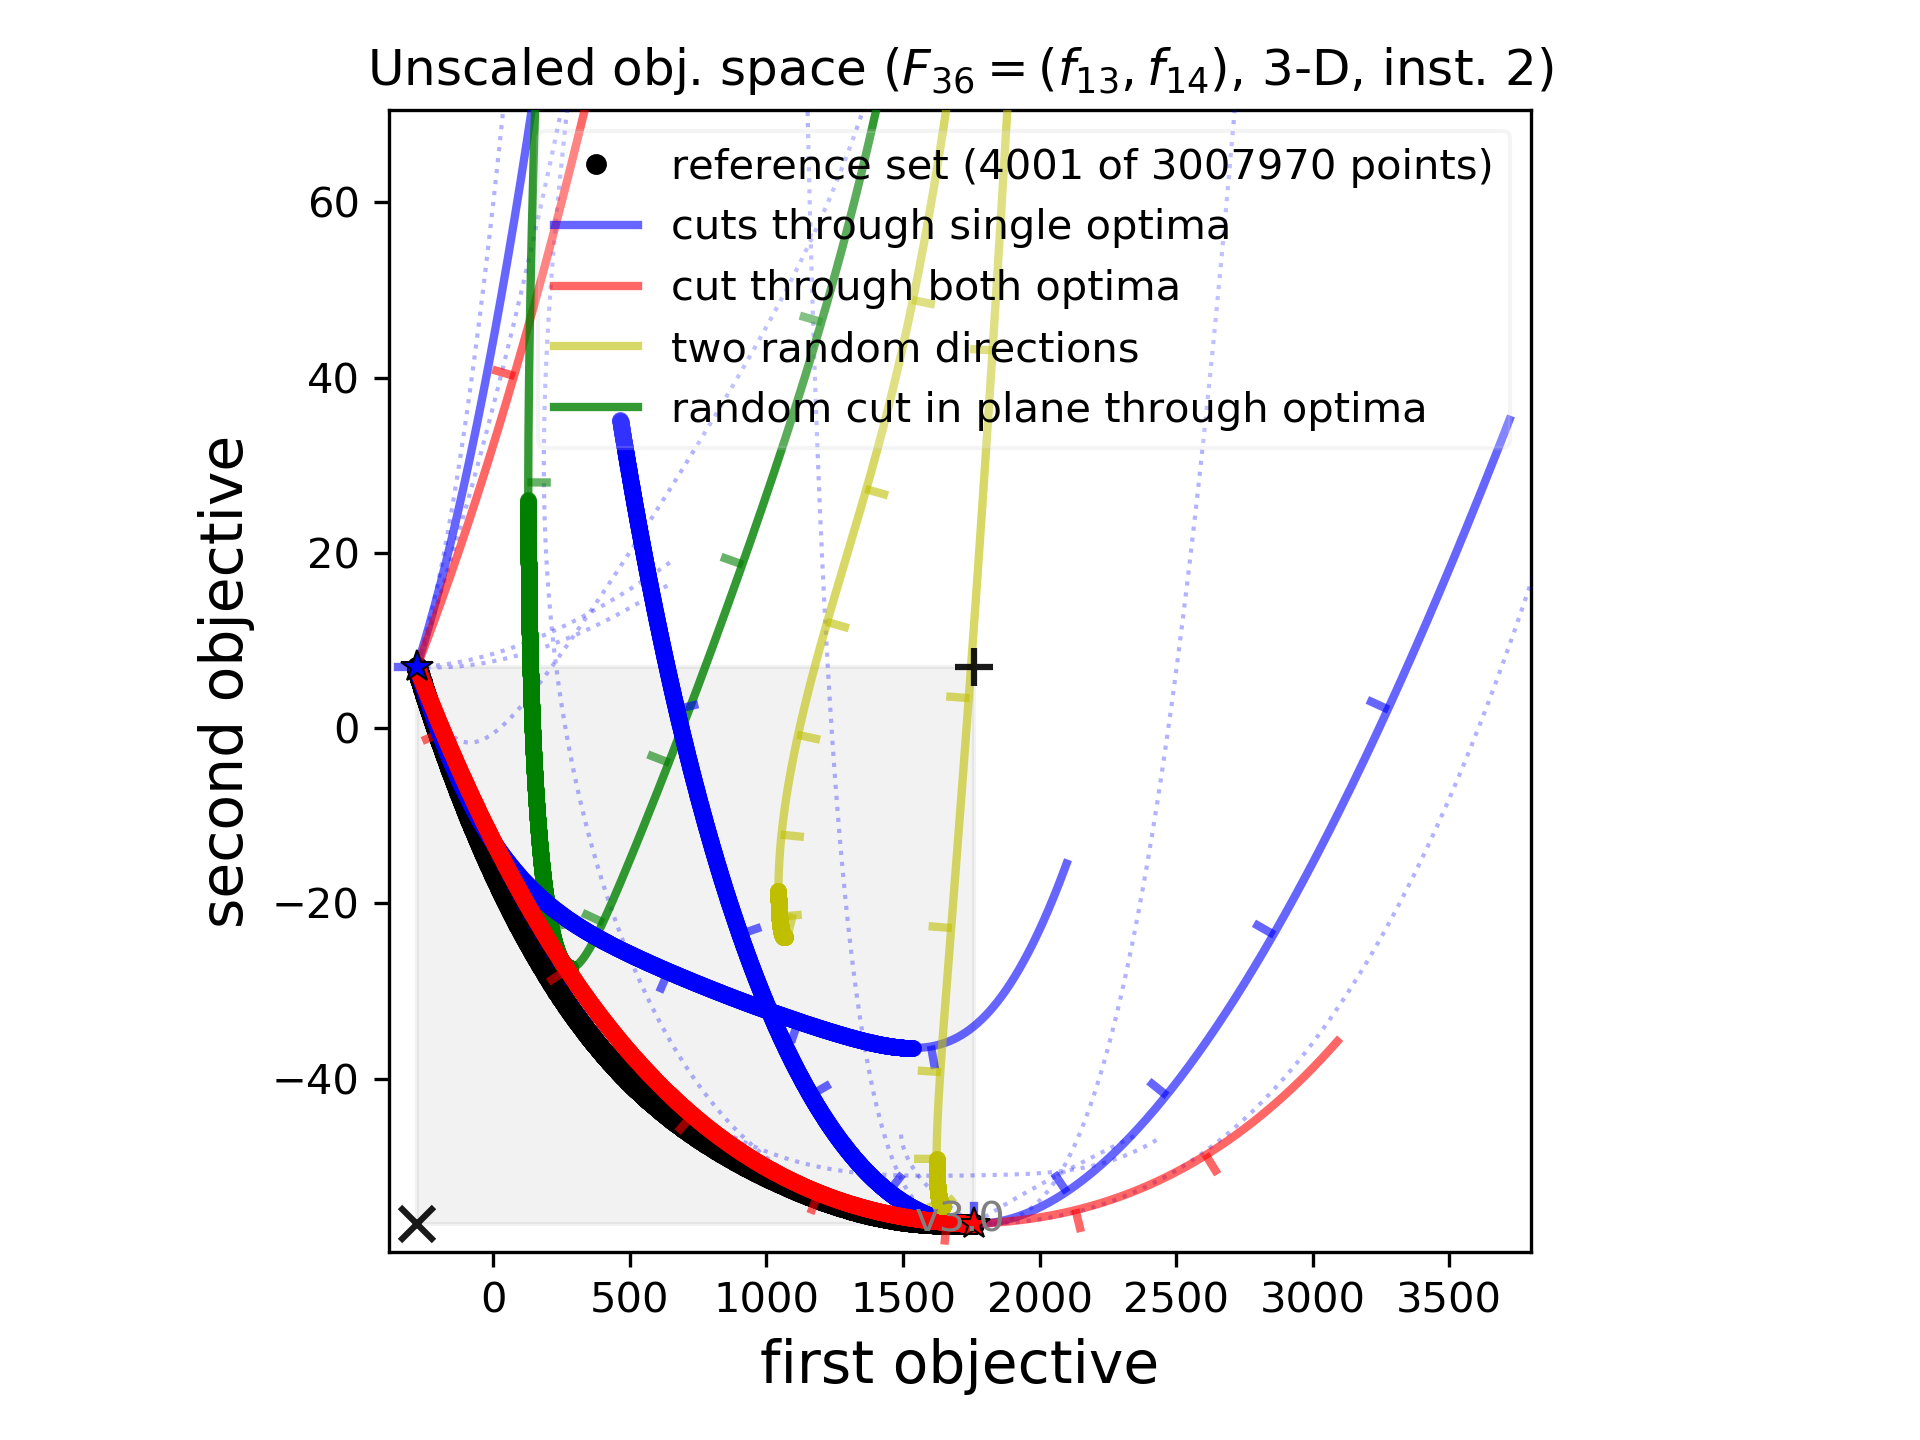 Unscaled obj. space (F36 = (f13, f14), 3-D, inst. 2)
reference set (4001 of 3007970 points)
cuts through single optima
cut through both optima
two random directions
random cut in plane through optima
second objective
60
40
20
0
−20
−40
v3.0
0 500 1000 1500 2000 2500 3000 3500
first objective